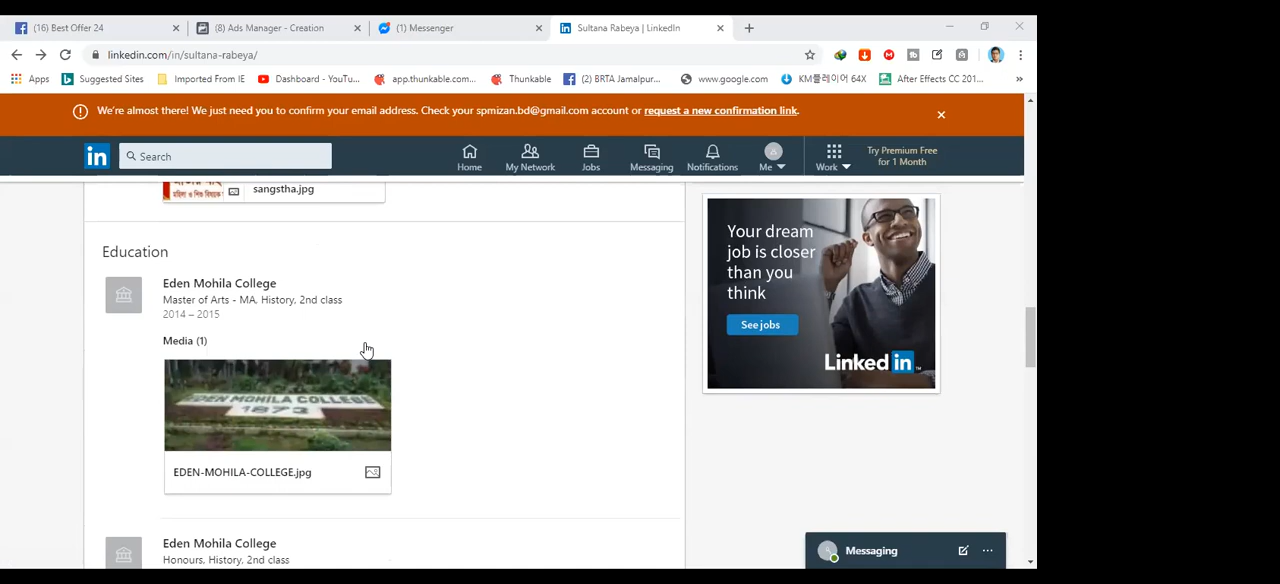 (16) Best Offer 24
(8) Ads Manager - Creation
(1) Messenger
Sultana Rabeya | LinkedIn
linkedin.com/in/sultana-rabeya/
Apps
Suggested Sites
Imported From IE
Dashboard - YouTu...
app.thunkable.com...
Thunkable
(2) BRTA Jamalpur...
www.google.com
KM플레이어 64X
After Effects CC 201...
»
We're almost there! We just need you to confirm your email address. Check your spmizan.bd@gmail.com account or request a new confirmation link.
in
Search
Home
My Network
Jobs
Messaging
Notifications
Me
Work
Try Premium Free
for 1 Month
মহিলা ও শিশু বিষয়ক
sangstha.jpg
Education
Eden Mohila College
Master of Arts - MA, History, 2nd class
2014 – 2015
Media (1)
EDEN MOHILA COLLEGE
1873
EDEN-MOHILA-COLLEGE.jpg
Eden Mohila College
Honours, History, 2nd class
Your dream
job is closer
than you
think
See jobs
Linked in
Messaging